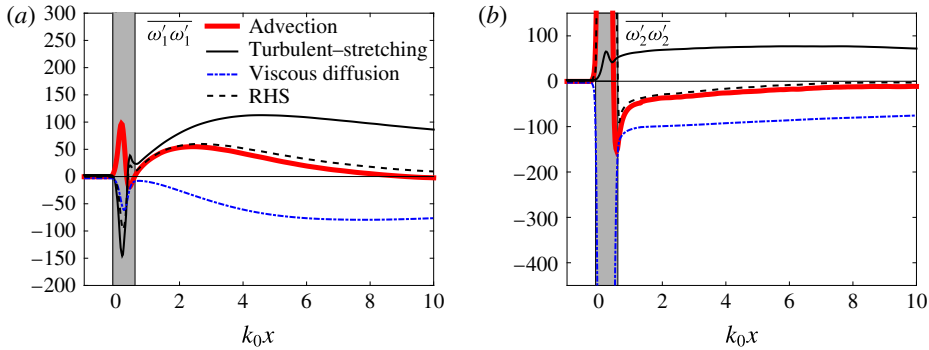 (a)
300
250
200
150
100
50
0
−50
−100
−150
−200
0 2 4 6 8 10
k₀x
ω′₁ω′₁
Advection
Turbulent–stretching
Viscous diffusion
RHS
(b)
100
0
−100
−200
−300
−400
0 2 4 6 8 10
k₀x
ω′₂ω′₂